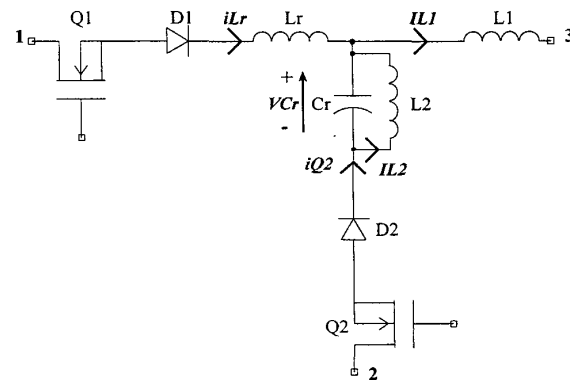 Q1 D1 iLr Lr IL1 L1
1 3
+
VCr Cr L2
-
iQ2 IL2
D2
Q2
2